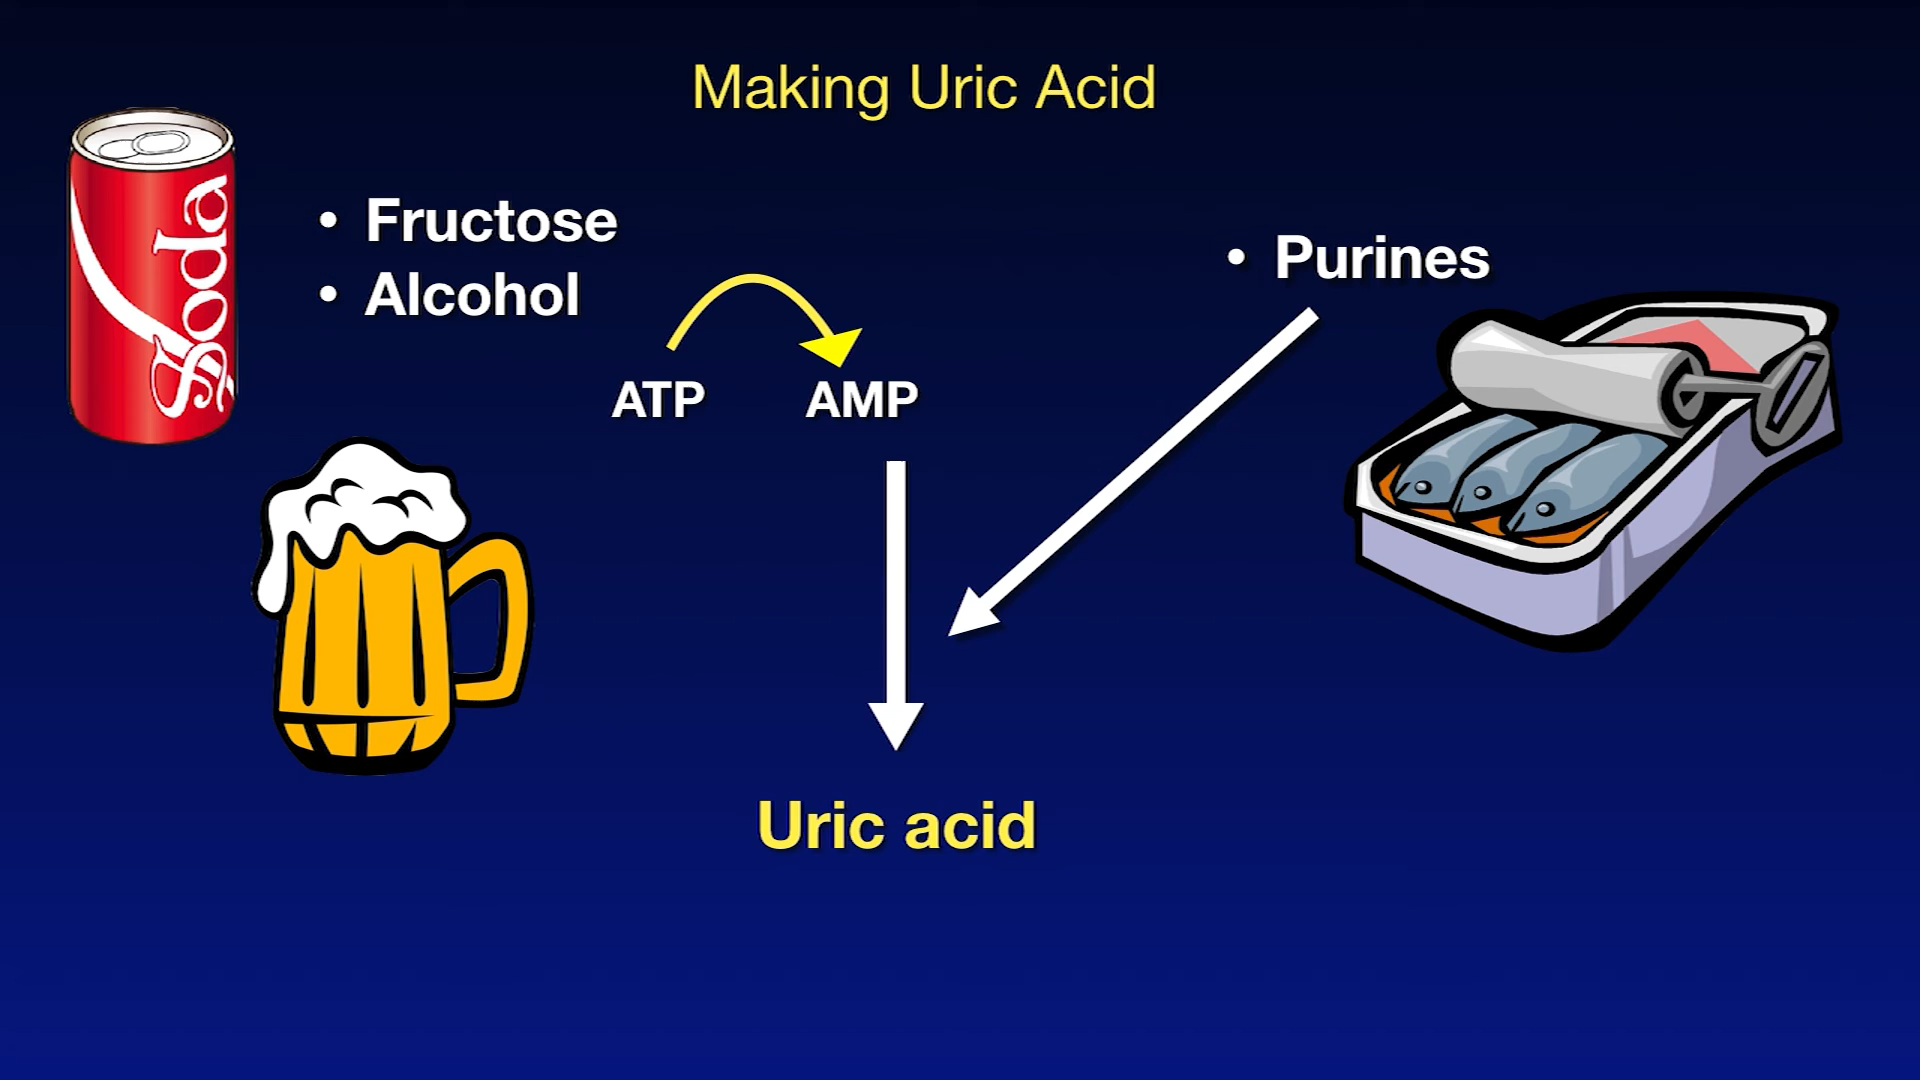 Making Uric Acid
Soda
• Fructose
• Alcohol
• Purines
ATP
AMP
Uric acid